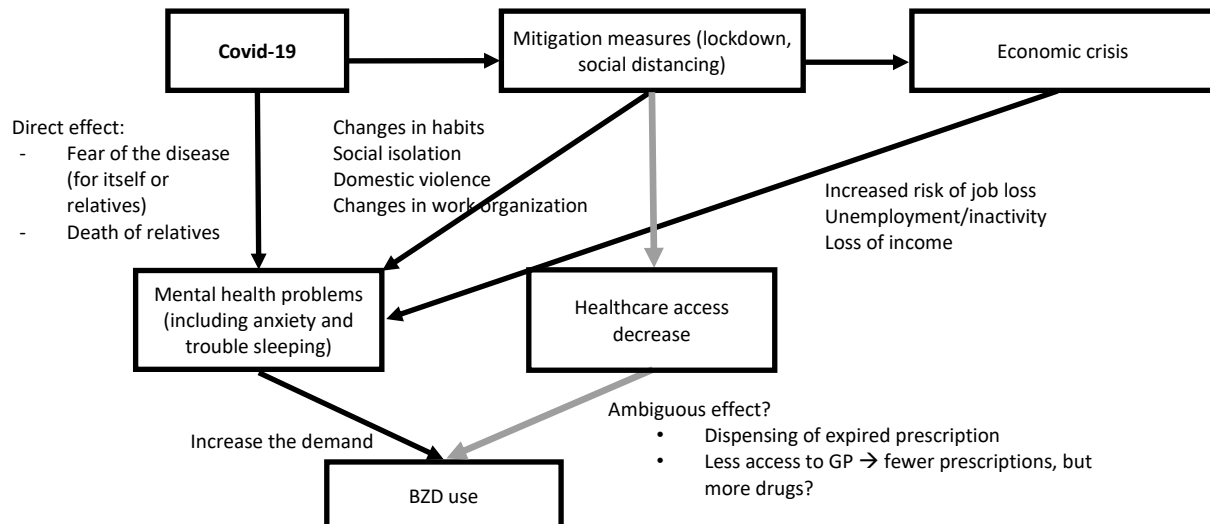 Covid-19
Mitigation measures (lockdown,
social distancing)
Economic crisis
Direct effect:
- Fear of the disease
(for itself or
relatives)
- Death of relatives
Changes in habits
Social isolation
Domestic violence
Changes in work organization
Increased risk of job loss
Unemployment/inactivity
Loss of income
Mental health problems
(including anxiety and
trouble sleeping)
Healthcare access
decrease
Increase the demand
Ambiguous effect?
• Dispensing of expired prescription
• Less access to GP → fewer prescriptions, but
more drugs?
BZD use